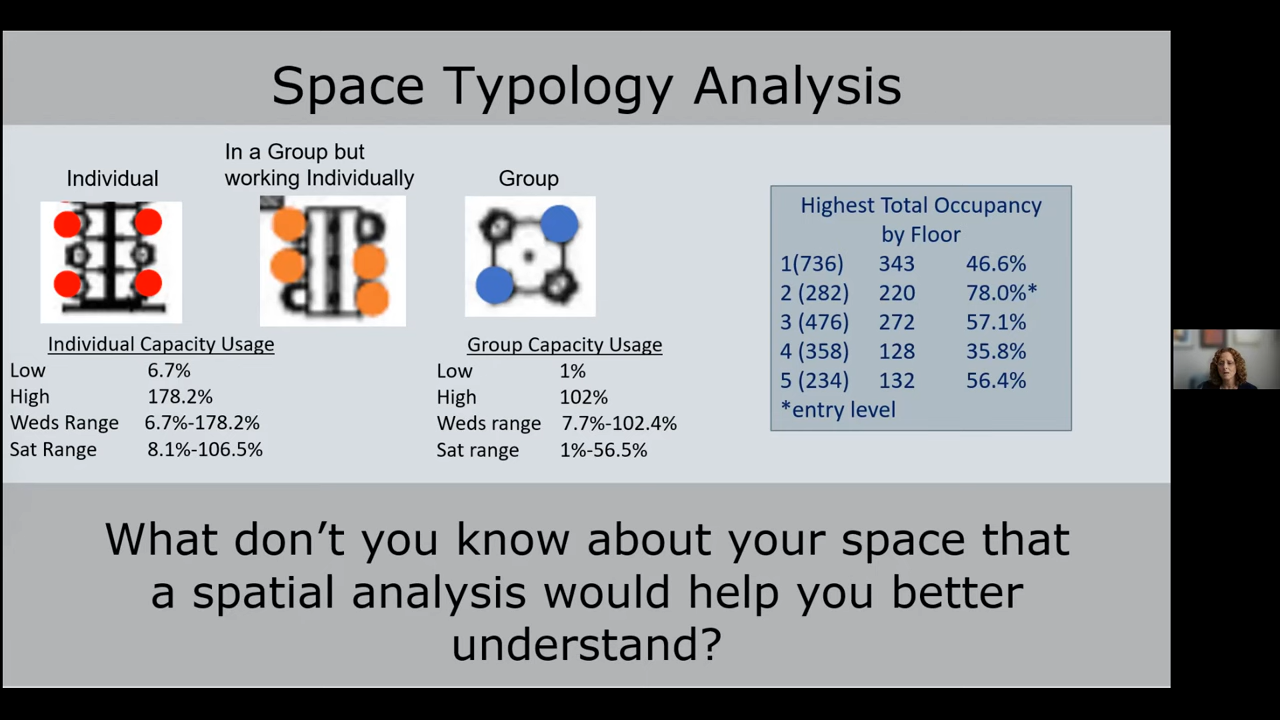 Space Typology Analysis
Individual
In a Group but
working Individually
Group
Individual Capacity Usage
Low 6.7%
High 178.2%
Weds Range 6.7%-178.2%
Sat Range 8.1%-106.5%
Group Capacity Usage
Low 1%
High 102%
Weds range 7.7%-102.4%
Sat range 1%-56.5%
Highest Total Occupancy
by Floor
1(736) 343 46.6%
2 (282) 220 78.0%*
3 (476) 272 57.1%
4 (358) 128 35.8%
5 (234) 132 56.4%
*entry level
What don’t you know about your space that
a spatial analysis would help you better
understand?